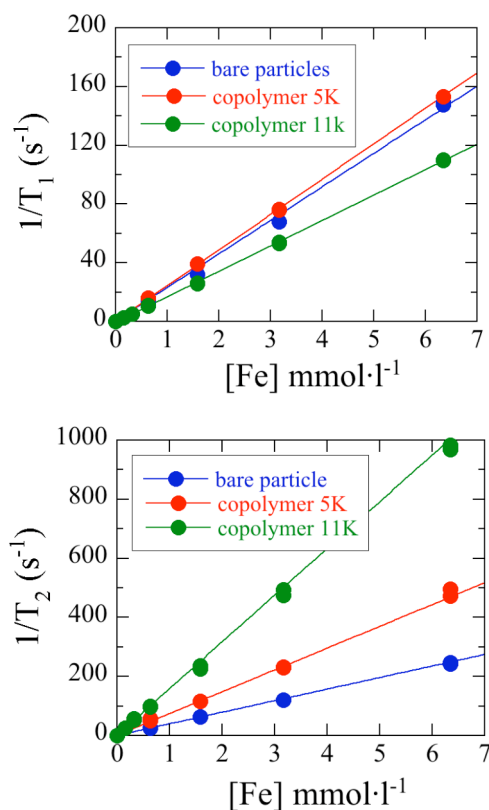 200
160
120
80
40
0
1/T₁ (s⁻¹)
bare particles
copolymer 5K
copolymer 11k
0 1 2 3 4 5 6 7
[Fe] mmol·l⁻¹
1000
800
600
400
200
0
1/T₂ (s⁻¹)
bare particle
copolymer 5K
copolymer 11K
0 1 2 3 4 5 6 7
[Fe] mmol·l⁻¹